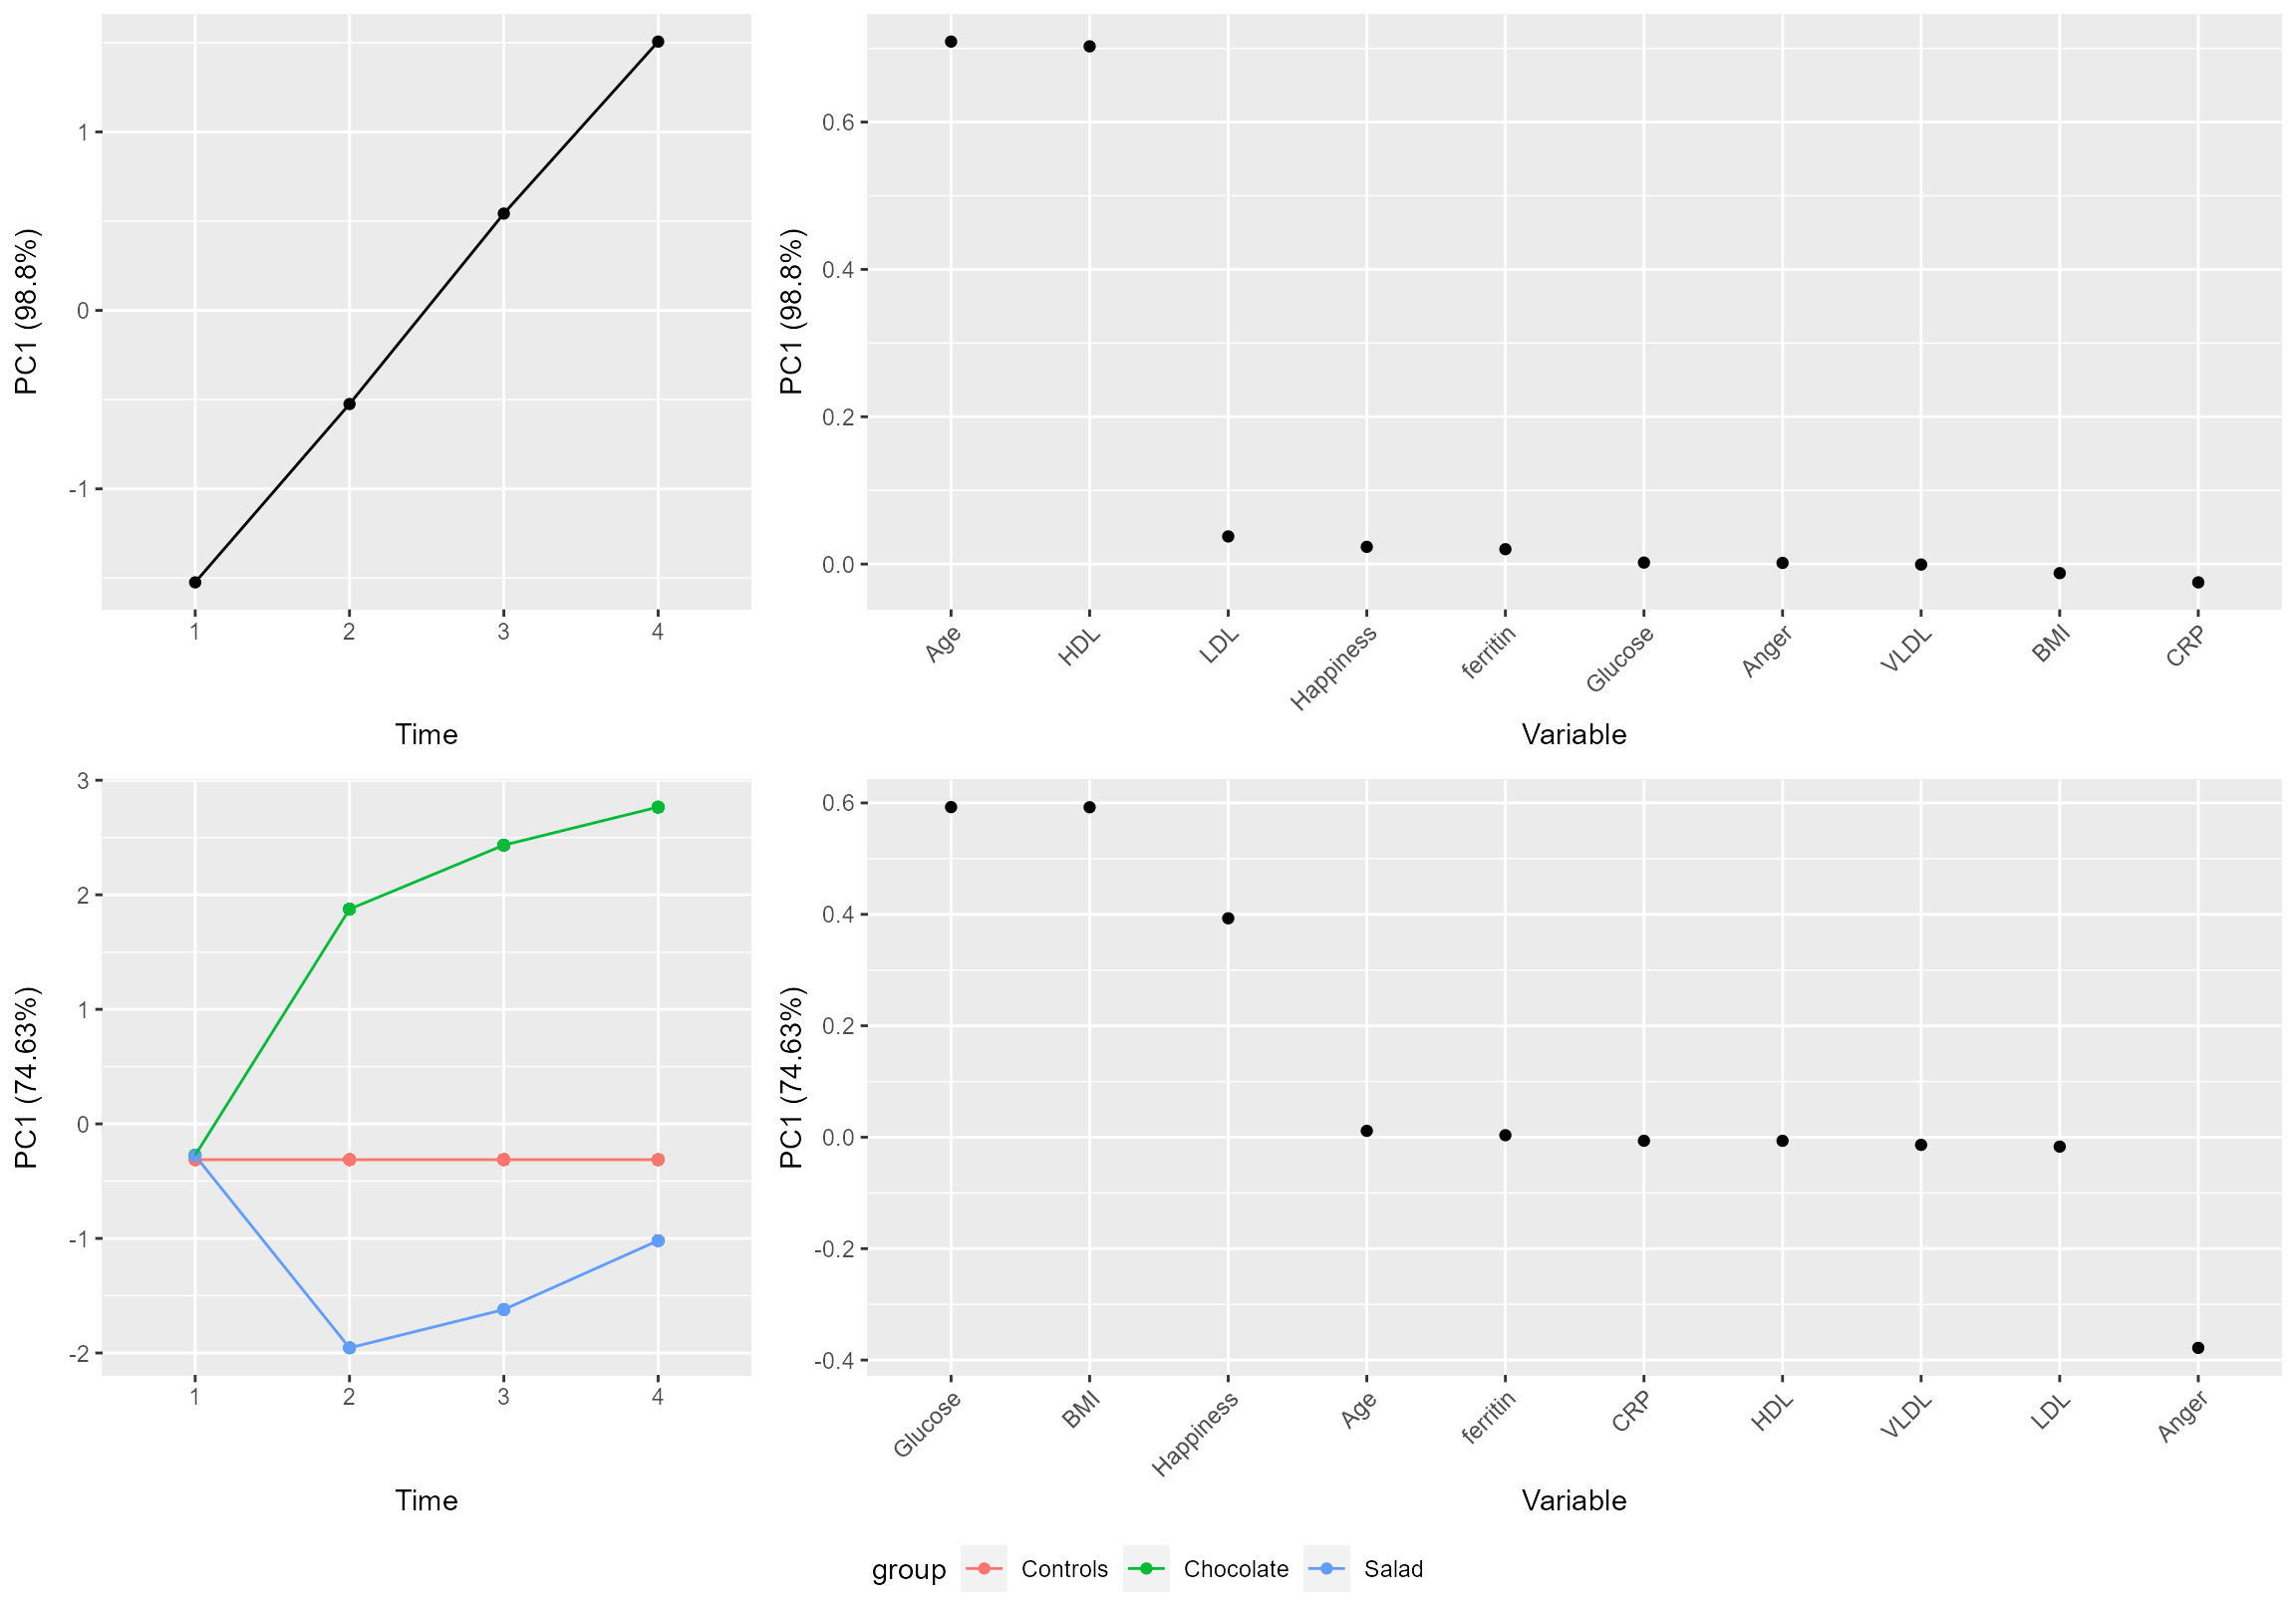 PC1 (98.8%)
1
0
-1
1 2 3 4
Time
PC1 (98.8%)
0.6
0.4
0.2
0.0
Age HDL LDL Happiness ferritin Glucose Anger VLDL BMI CRP
Variable
PC1 (74.63%)
3
2
1
0
-1
-2
1 2 3 4
Time
PC1 (74.63%)
0.6
0.4
0.2
0.0
-0.2
-0.4
Glucose BMI Happiness Age ferritin CRP HDL VLDL LDL Anger
Variable
group Controls Chocolate Salad